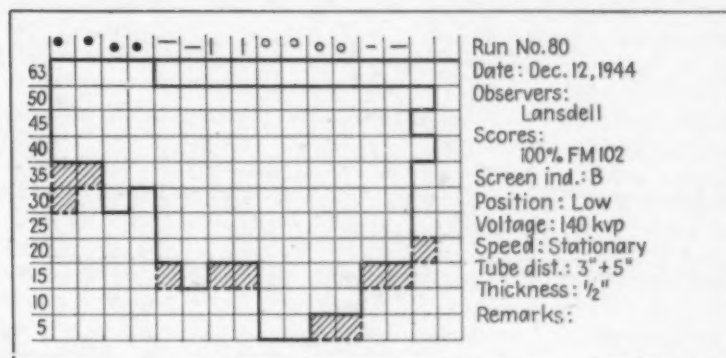 63
50
45
40
35
30
25
20
15
10
5
Run No.80
Date: Dec. 12, 1944
Observers:
Lansdell
Scores:
100% FM 102
Screen ind.: B
Position: Low
Voltage: 140 kvp
Speed: Stationary
Tube dist.: 3"+5"
Thickness: ½"
Remarks: